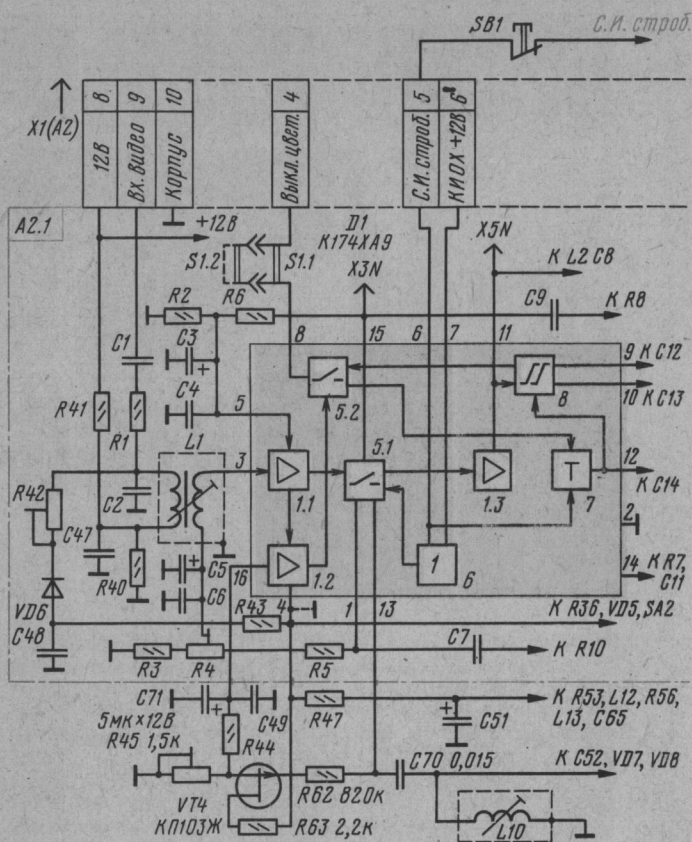 SB1
С.И. строб.
X1(A2)
8
9
10
4
5
6
12В
Вх. видео
Корпус
Выкл. цвет.
С.И. строб.
КИОХ +12В
A2.1
+12В
D1
К174ХА9
X5N
S1.2
S1.1
X3N
К L2 C8
R2
R6
C9
К R8
C3
+
8
15
6
7
11
C1
C4
5
5.2
8
9 К C12
10 К C13
R41
R1
L1
3
5.1
12
R42
C2
1.1
1.3
Т
7
К C14
2
C47
C5
+
16
1.2
1
6
14
К R7,
C11
R40
C6
VD6
R43
4
1
13
К R36, VD5, SA2
C48
C7
К R10
R3
R4
R5
C71
+
C49
R47
К R53, L12, R56,
L13, C65
5мк×12В
+
C51
R45 1,5к
R44
C70 0,015
К C52, VD7, VD8
VT4
КП103Ж
R62 820к
R63 2,2к
L10